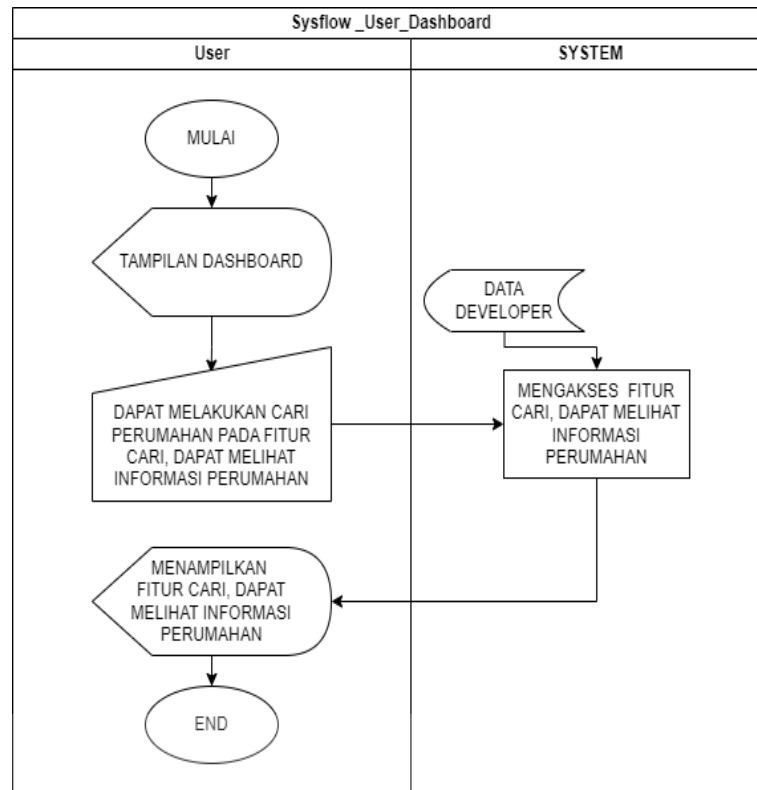 Sysflow _User_Dashboard
User
SYSTEM
MULAI
TAMPILAN DASHBOARD
DATA
DEVELOPER
DAPAT MELAKUKAN CARI
PERUMAHAN PADA FITUR
CARI, DAPAT MELIHAT
INFORMASI PERUMAHAN
MENGAKSES FITUR
CARI, DAPAT MELIHAT
INFORMASI
PERUMAHAN
MENAMPILKAN
FITUR CARI, DAPAT
MELIHAT INFORMASI
PERUMAHAN
END